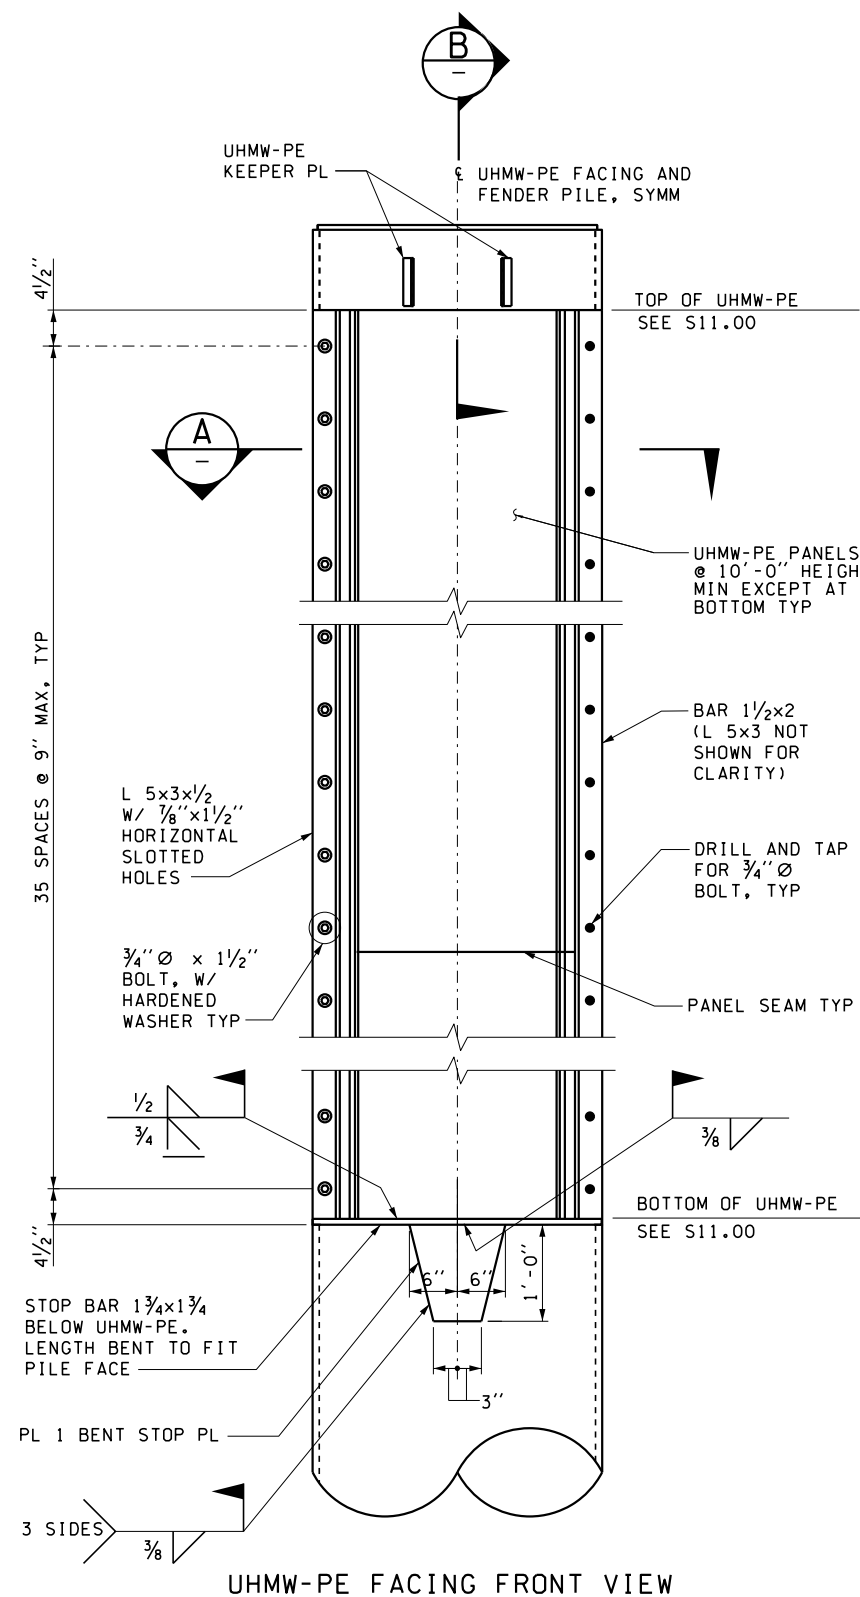 B
–
UHMW-PE
KEEPER PL
℄ UHMW-PE FACING AND
FENDER PILE, SYMM
4½"
TOP OF UHMW-PE
SEE S11.00
A
–
UHMW-PE PANELS
@ 10'-0" HEIGH
MIN EXCEPT AT
BOTTOM TYP
35 SPACES @ 9" MAX, TYP
BAR 1½x2
(L 5x3 NOT
SHOWN FOR
CLARITY)
L 5x3x½
W/ ⅞"x1½"
HORIZONTAL
SLOTTED
HOLES
DRILL AND TAP
FOR ¾"Ø
BOLT, TYP
¾"Ø x 1½"
BOLT, W/
HARDENED
WASHER TYP
PANEL SEAM TYP
½
¾
⅜
BOTTOM OF UHMW-PE
SEE S11.00
4½"
6" 6"
1'-0"
STOP BAR 1¾x1¾
BELOW UHMW-PE.
LENGTH BENT TO FIT
PILE FACE
3"
PL 1 BENT STOP PL
3 SIDES
⅜
UHMW-PE FACING FRONT VIEW